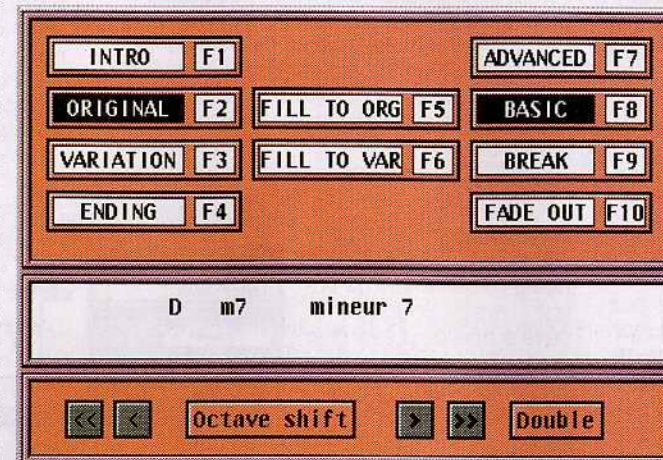 INTRO F1 ADVANCED F7
ORIGINAL F2 FILL TO ORG F5 BASIC F8
VARIATION F3 FILL TO VAR F6 BREAK F9
ENDING F4 FADE OUT F10
D m7 mineur 7
<< < Octave shift > >> Double